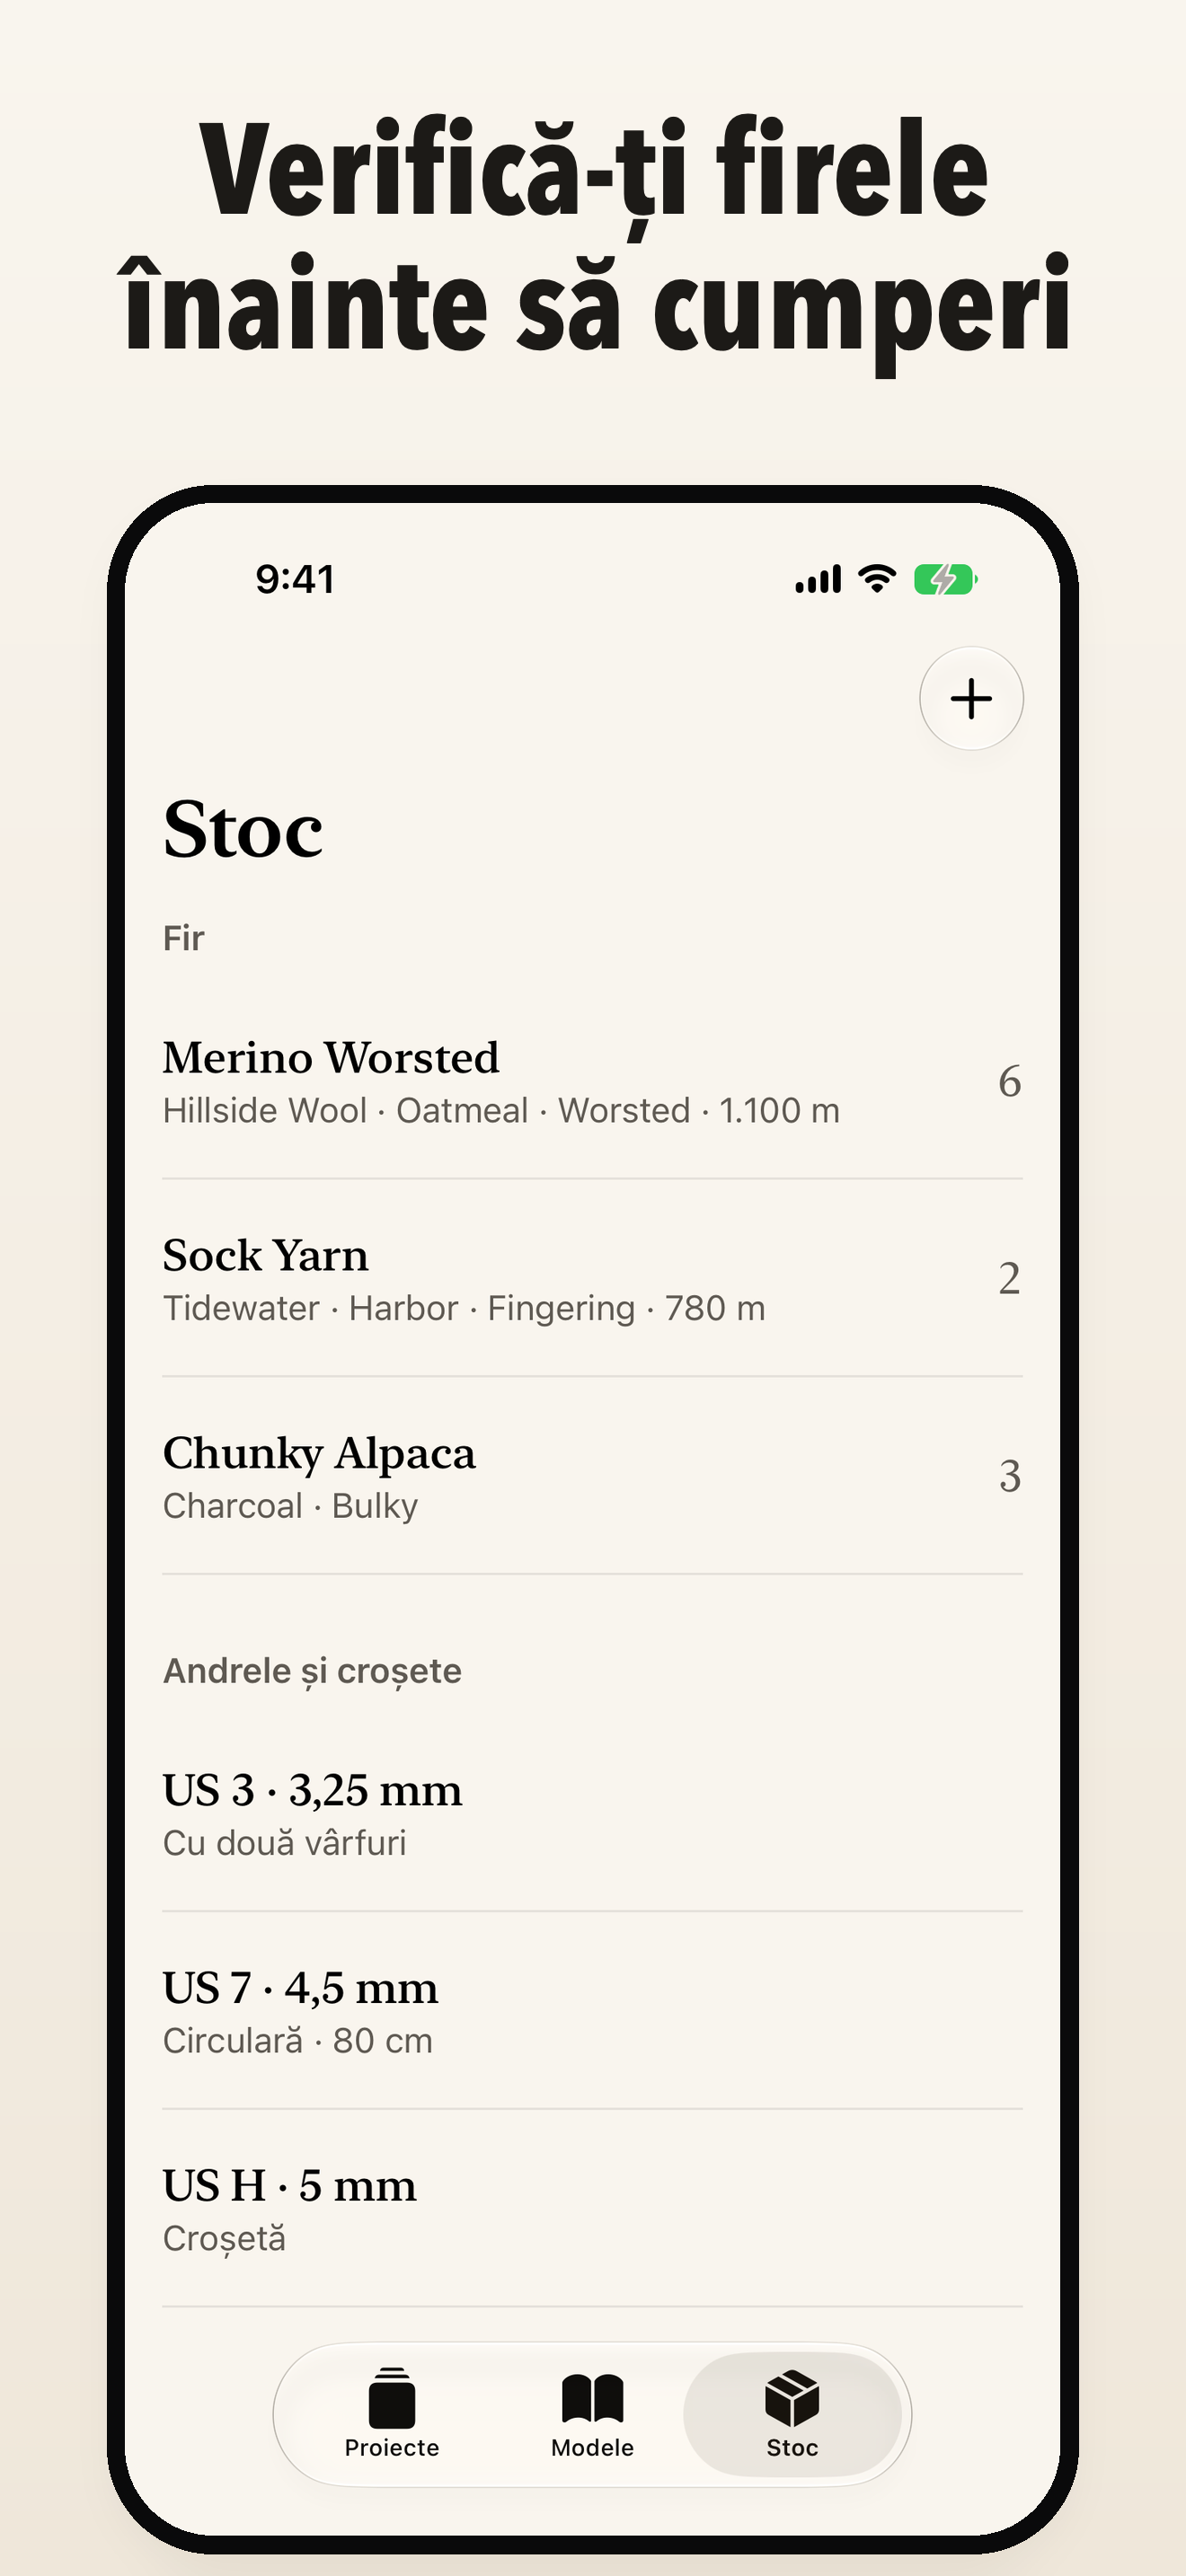 Verifică-ți firele
înainte să cumperi
9:41
Stoc
Fir
Merino Worsted
Hillside Wool · Oatmeal · Worsted · 1.100 m
6
Sock Yarn
Tidewater · Harbor · Fingering · 780 m
2
Chunky Alpaca
Charcoal · Bulky
3
Andrele și croșete
US 3 · 3,25 mm
Cu două vârfuri
US 7 · 4,5 mm
Circulară · 80 cm
US H · 5 mm
Croșetă
Proiecte
Modele
Stoc